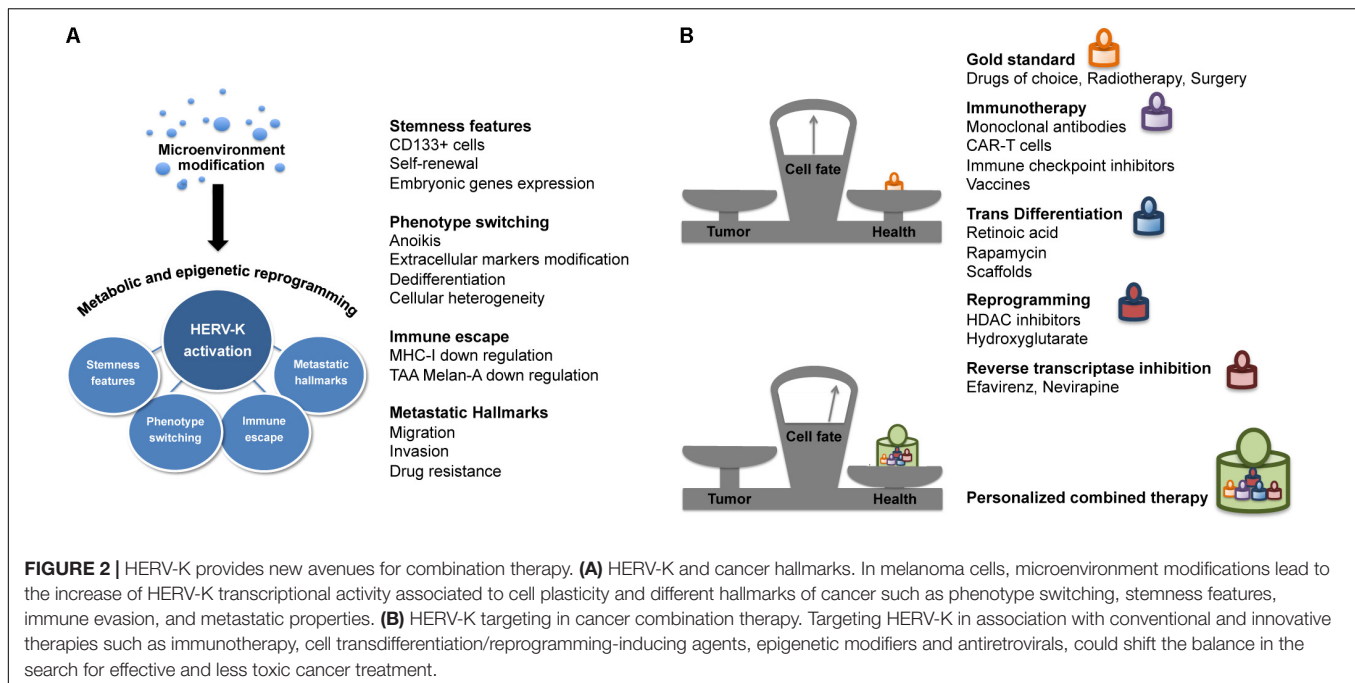 A
Microenvironment
modification
Metabolic and epigenetic reprogramming
HERV-K
activation
Stemness
features
Phenotype
switching
Immune
escape
Metastatic
hallmarks
Stemness features
CD133+ cells
Self-renewal
Embryonic genes expression
Phenotype switching
Anoikis
Extracellular markers modification
Dedifferentiation
Cellular heterogeneity
Immune escape
MHC-I down regulation
TAA Melan-A down regulation
Metastatic Hallmarks
Migration
Invasion
Drug resistance
B
Cell fate
Tumor
Health
Cell fate
Tumor
Health
Gold standard
Drugs of choice, Radiotherapy, Surgery
Immunotherapy
Monoclonal antibodies
CAR-T cells
Immune checkpoint inhibitors
Vaccines
Trans Differentiation
Retinoic acid
Rapamycin
Scaffolds
Reprogramming
HDAC inhibitors
Hydroxyglutarate
Reverse transcriptase inhibition
Efavirenz, Nevirapine
Personalized combined therapy
FIGURE 2 | HERV-K provides new avenues for combination therapy. (A) HERV-K and cancer hallmarks. In melanoma cells, microenvironment modifications lead to
the increase of HERV-K transcriptional activity associated to cell plasticity and different hallmarks of cancer such as phenotype switching, stemness features,
immune evasion, and metastatic properties. (B) HERV-K targeting in cancer combination therapy. Targeting HERV-K in association with conventional and innovative
therapies such as immunotherapy, cell transdifferentiation/reprogramming-inducing agents, epigenetic modifiers and antiretrovirals, could shift the balance in the
search for effective and less toxic cancer treatment.